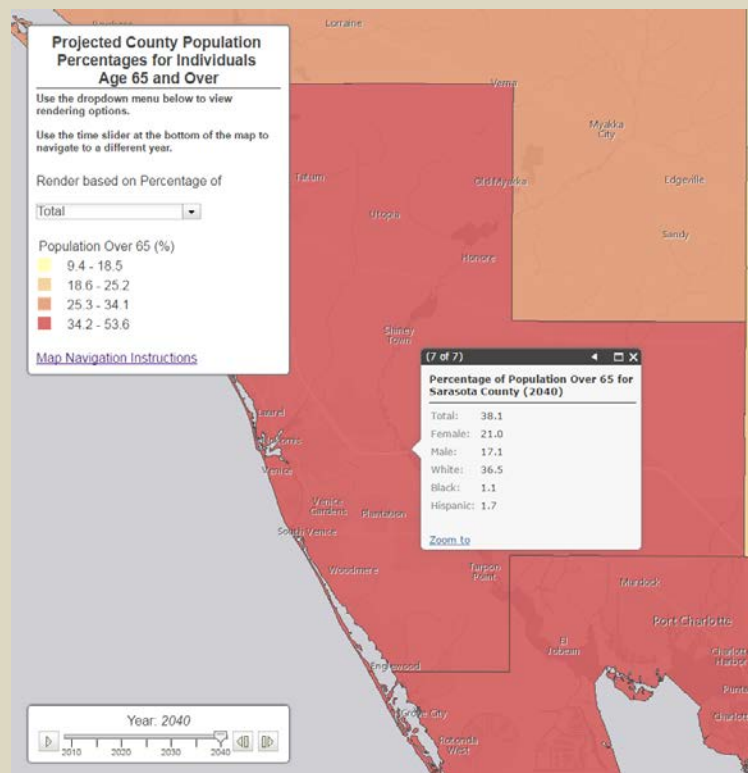 Projected County Population
Percentages for Individuals
Age 65 and Over
Use the dropdown menu below to view
rendering options.
Use the time slider at the bottom of the map to
navigate to a different year.
Render based on Percentage of
Total
Population Over 65 (%)
9.4 - 18.5
18.6 - 25.2
25.3 - 34.1
34.2 - 53.6
Map Navigation Instructions
Lorraine
Verna
Myakka
City
Tatum
Old Myakka
Edgeville
Utopia
Sandy
Honore
Shiney
Town
(7 of 7)
Percentage of Population Over 65 for
Sarasota County (2040)
Total: 38.1
Female: 21.0
Male: 17.1
White: 36.5
Black: 1.1
Hispanic: 1.7
Zoom to
Laurel
Venice
Venice
Gardens
Plantation
South Venice
Woodmere
Turpon
Point
Murdock
Port Charlotte
El
Jobean
Englewood
Grove City
Rotonda
West
Year: 2040
2010 2020 2030 2040